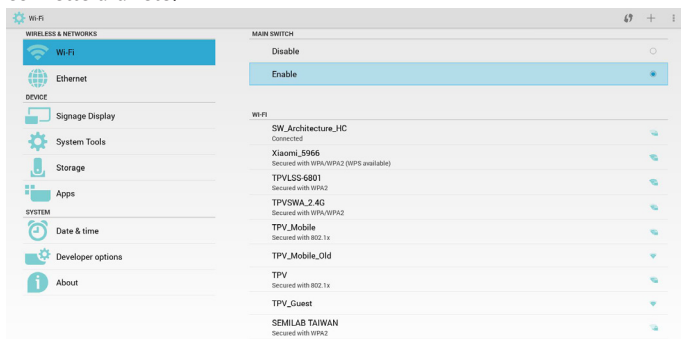 Wi-Fi
WIRELESS & NETWORKS
Wi-Fi
Ethernet
DEVICE
Signage Display
System Tools
Storage
Apps
SYSTEM
Date & time
Developer options
About
MAIN SWITCH
Disable
Enable
WI-FI
SW_Architecture_HC
Connected
Xiaomi_5966
Secured with WPA/WPA2 (WPS available)
TPVLSS-6801
Secured with WPA2
TPVSWA_2.4G
Secured with WPA/WPA2
TPV_Mobile
Secured with 802.1x
TPV_Mobile_Old
TPV
Secured with 802.1x
TPV_Guest
SEMILAB TAIWAN
Secured with WPA2